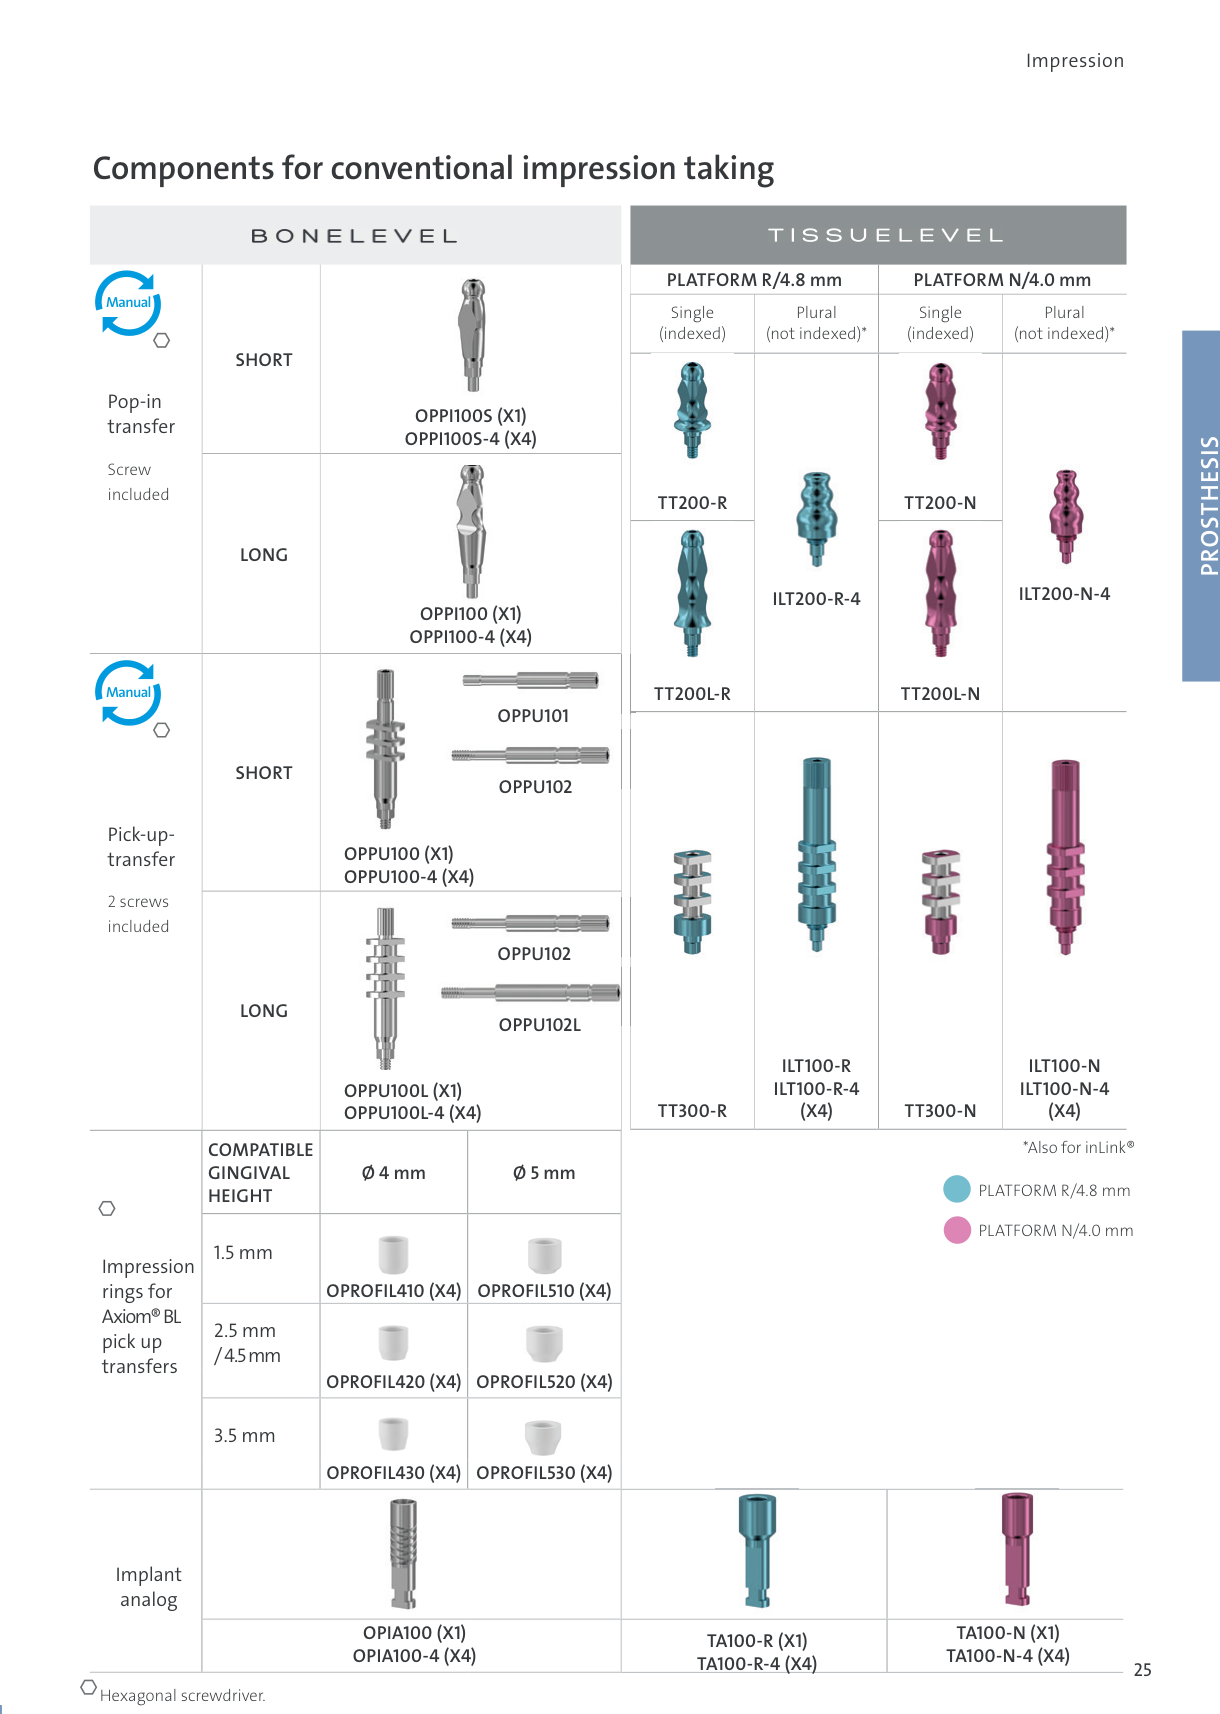 Impression
Components for conventional impression taking
BONELEVEL
TISSUELEVEL
Manual
Pop-in
transfer
Screw
included
SHORT
OPPI100S (X1)
OPPI100S-4 (X4)
LONG
OPPI100 (X1)
OPPI100-4 (X4)
PLATFORM R/4.8 mm
PLATFORM N/4.0 mm
Single
(indexed)
Plural
(not indexed)*
Single
(indexed)
Plural
(not indexed)*
TT200-R
ILT200-R-4
TT200-N
ILT200-N-4
TT200L-R
TT200L-N
PROSTHESIS
Manual
Pick-up-
transfer
2 screws
included
SHORT
OPPU101
OPPU102
OPPU100 (X1)
OPPU100-4 (X4)
LONG
OPPU102
OPPU102L
OPPU100L (X1)
OPPU100L-4 (X4)
TT300-R
ILT100-R
ILT100-R-4
(X4)
TT300-N
ILT100-N
ILT100-N-4
(X4)
*Also for inLink®
PLATFORM R/4.8 mm
PLATFORM N/4.0 mm
Impression
rings for
Axiom® BL
pick up
transfers
COMPATIBLE
GINGIVAL
HEIGHT
Ø 4 mm
Ø 5 mm
1.5 mm
OPROFIL410 (X4)
OPROFIL510 (X4)
2.5 mm
/ 4.5 mm
OPROFIL420 (X4)
OPROFIL520 (X4)
3.5 mm
OPROFIL430 (X4)
OPROFIL530 (X4)
Implant
analog
OPIA100 (X1)
OPIA100-4 (X4)
TA100-R (X1)
TA100-R-4 (X4)
TA100-N (X1)
TA100-N-4 (X4)
25
Hexagonal screwdriver.